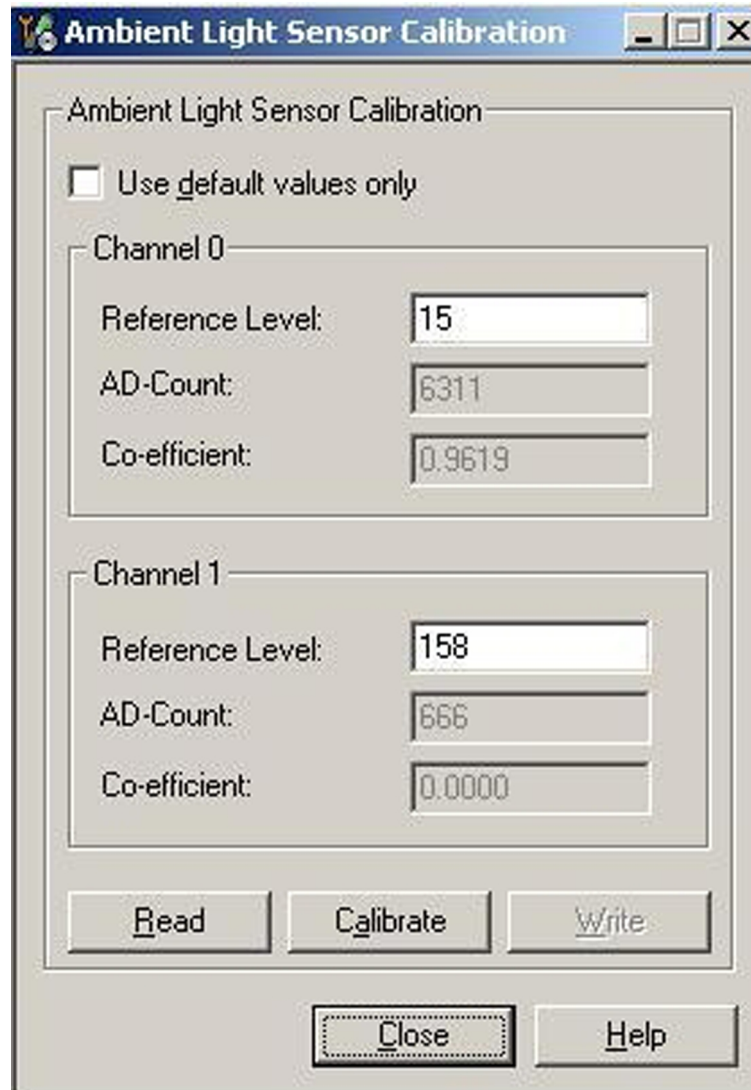 Ambient Light Sensor Calibration
Ambient Light Sensor Calibration
Use default values only
Channel 0
Reference Level: 15
AD-Count: 6311
Co-efficient: 0.9619
Channel 1
Reference Level: 158
AD-Count: 666
Co-efficient: 0.0000
Read Calibrate Write
Close Help